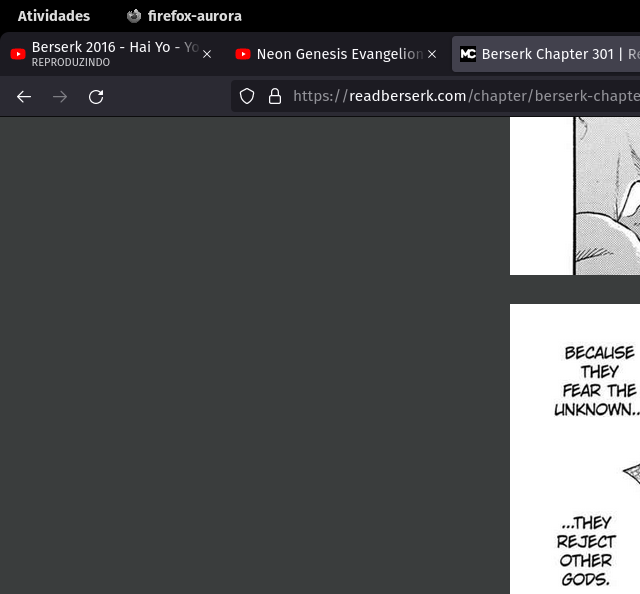 Atividades firefox-aurora
Berserk 2016 - Hai Yo - Yo
REPRODUZINDO
Neon Genesis Evangelion
MC Berserk Chapter 301 | Re
https://readberserk.com/chapter/berserk-chapte
BECAUSE
THEY
FEAR THE
UNKNOWN...
...THEY
REJECT
OTHER
GODS.